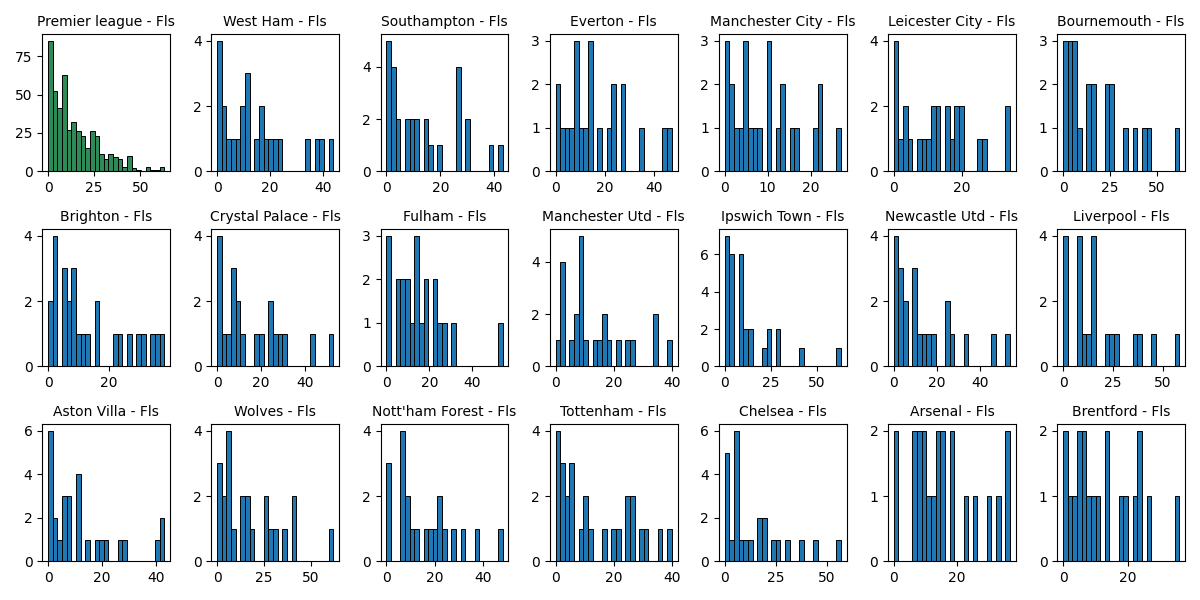 Premier league - Fls West Ham - Fls Southampton - Fls Everton - Fls Manchester City - Fls Leicester City - Fls Bournemouth - Fls
75 50 25 0 4 2 0 4 2 0 3 2 1 0 3 2 1 0 4 2 0 3 2 1 0
0 25 50 0 20 40 0 20 40 0 20 40 0 10 20 0 20 0 25 50
Brighton - Fls Crystal Palace - Fls Fulham - Fls Manchester Utd - Fls Ipswich Town - Fls Newcastle Utd - Fls Liverpool - Fls
4 2 0 4 2 0 3 2 1 0 4 2 0 6 4 2 0 4 2 0 4 3 2 1 0
0 20 0 20 40 0 20 40 0 20 40 0 25 50 0 20 40 0 25 50
Aston Villa - Fls Wolves - Fls Nott'ham Forest - Fls Tottenham - Fls Chelsea - Fls Arsenal - Fls Brentford - Fls
6 4 2 0 4 2 0 4 2 0 4 2 0 6 4 2 0 2 1 0 2 1 0
0 20 40 0 25 50 0 20 40 0 20 40 0 25 50 0 20 0 20